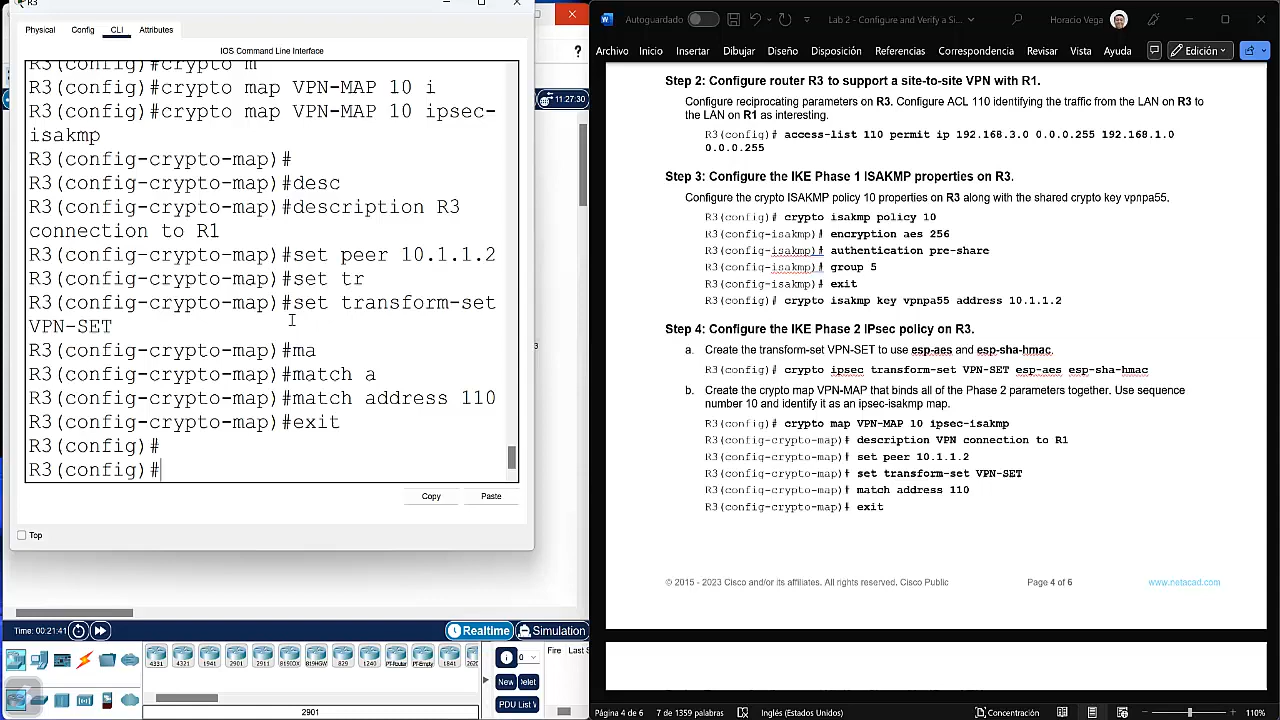 R3
Physical
Config
CLI
Attributes
IOS Command Line Interface
R3(config)#crypto m
R3(config)#crypto map VPN-MAP 10 i
R3(config)#crypto map VPN-MAP 10 ipsec-
isakmp
R3(config-crypto-map)#
R3(config-crypto-map)#desc
R3(config-crypto-map)#description R3
connection to R1
R3(config-crypto-map)#set peer 10.1.1.2
R3(config-crypto-map)#set tr
R3(config-crypto-map)#set transform-set
VPN-SET
R3(config-crypto-map)#ma
R3(config-crypto-map)#match a
R3(config-crypto-map)#match address 110
R3(config-crypto-map)#exit
R3(config)#
R3(config)#
Copy
Paste
Top
?
11:27:30
Time: 00:21:41
Realtime
Simulation
4331
4321
1941
2901
829
1240
PT-Router
PT-Empty
1841
Fire
Last S
0
New
Delet
PDU List W
2901
Autoguardado
Lab 2 - Configure and Verify a Si...
Horacio Vega
Archivo
Inicio
Insertar
Dibujar
Diseño
Disposición
Referencias
Correspondencia
Revisar
Vista
Ayuda
Edición
Step 2: Configure router R3 to support a site-to-site VPN with R1.
Configure reciprocating parameters on R3. Configure ACL 110 identifying the traffic from the LAN on R3 to
the LAN on R1 as interesting.
R3(config)# access-list 110 permit ip 192.168.3.0 0.0.0.255 192.168.1.0
0.0.0.255
Step 3: Configure the IKE Phase 1 ISAKMP properties on R3.
Configure the crypto ISAKMP policy 10 properties on R3 along with the shared crypto key vpnpa55.
R3(config)# crypto isakmp policy 10
R3(config-isakmp)# encryption aes 256
R3(config-isakmp)# authentication pre-share
R3(config-isakmp)# group 5
R3(config-isakmp)# exit
R3(config)# crypto isakmp key vpnpa55 address 10.1.1.2
Step 4: Configure the IKE Phase 2 IPsec policy on R3.
a. Create the transform-set VPN-SET to use esp-aes and esp-sha-hmac.
R3(config)# crypto ipsec transform-set VPN-SET esp-aes esp-sha-hmac
b. Create the crypto map VPN-MAP that binds all of the Phase 2 parameters together. Use sequence
number 10 and identify it as an ipsec-isakmp map.
R3(config)# crypto map VPN-MAP 10 ipsec-isakmp
R3(config-crypto-map)# description VPN connection to R1
R3(config-crypto-map)# set peer 10.1.1.2
R3(config-crypto-map)# set transform-set VPN-SET
R3(config-crypto-map)# match address 110
R3(config-crypto-map)# exit
© 2015 - 2023 Cisco and/or its affiliates. All rights reserved. Cisco Public
Page 4 of 6
www.netacad.com
Página 4 de 6
7 de 1359 palabras
Inglés (Estados Unidos)
Concentración
110%